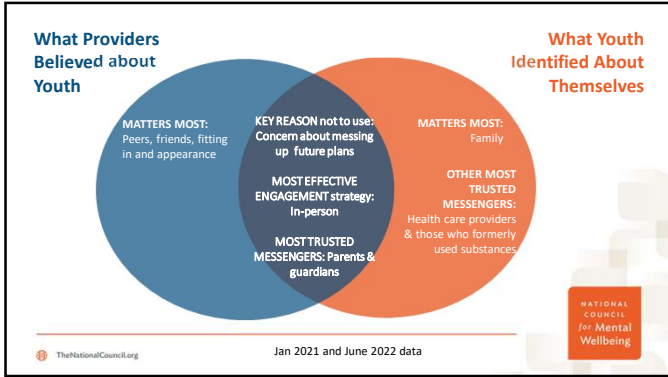 What Providers
Believed about
Youth
What Youth
Identified About
Themselves
MATTERS MOST:
Peers, friends, fitting
in and appearance
KEY REASON not to use:
Concern about messing
up future plans
MOST EFFECTIVE
ENGAGEMENT strategy:
In-person
MOST TRUSTED
MESSENGERS: Parents &
guardians
MATTERS MOST:
Family
OTHER MOST
TRUSTED
MESSENGERS:
Health care providers
& those who formerly
used substances
NATIONAL
COUNCIL
for Mental
Wellbeing
TheNationalCouncil.org
Jan 2021 and June 2022 data